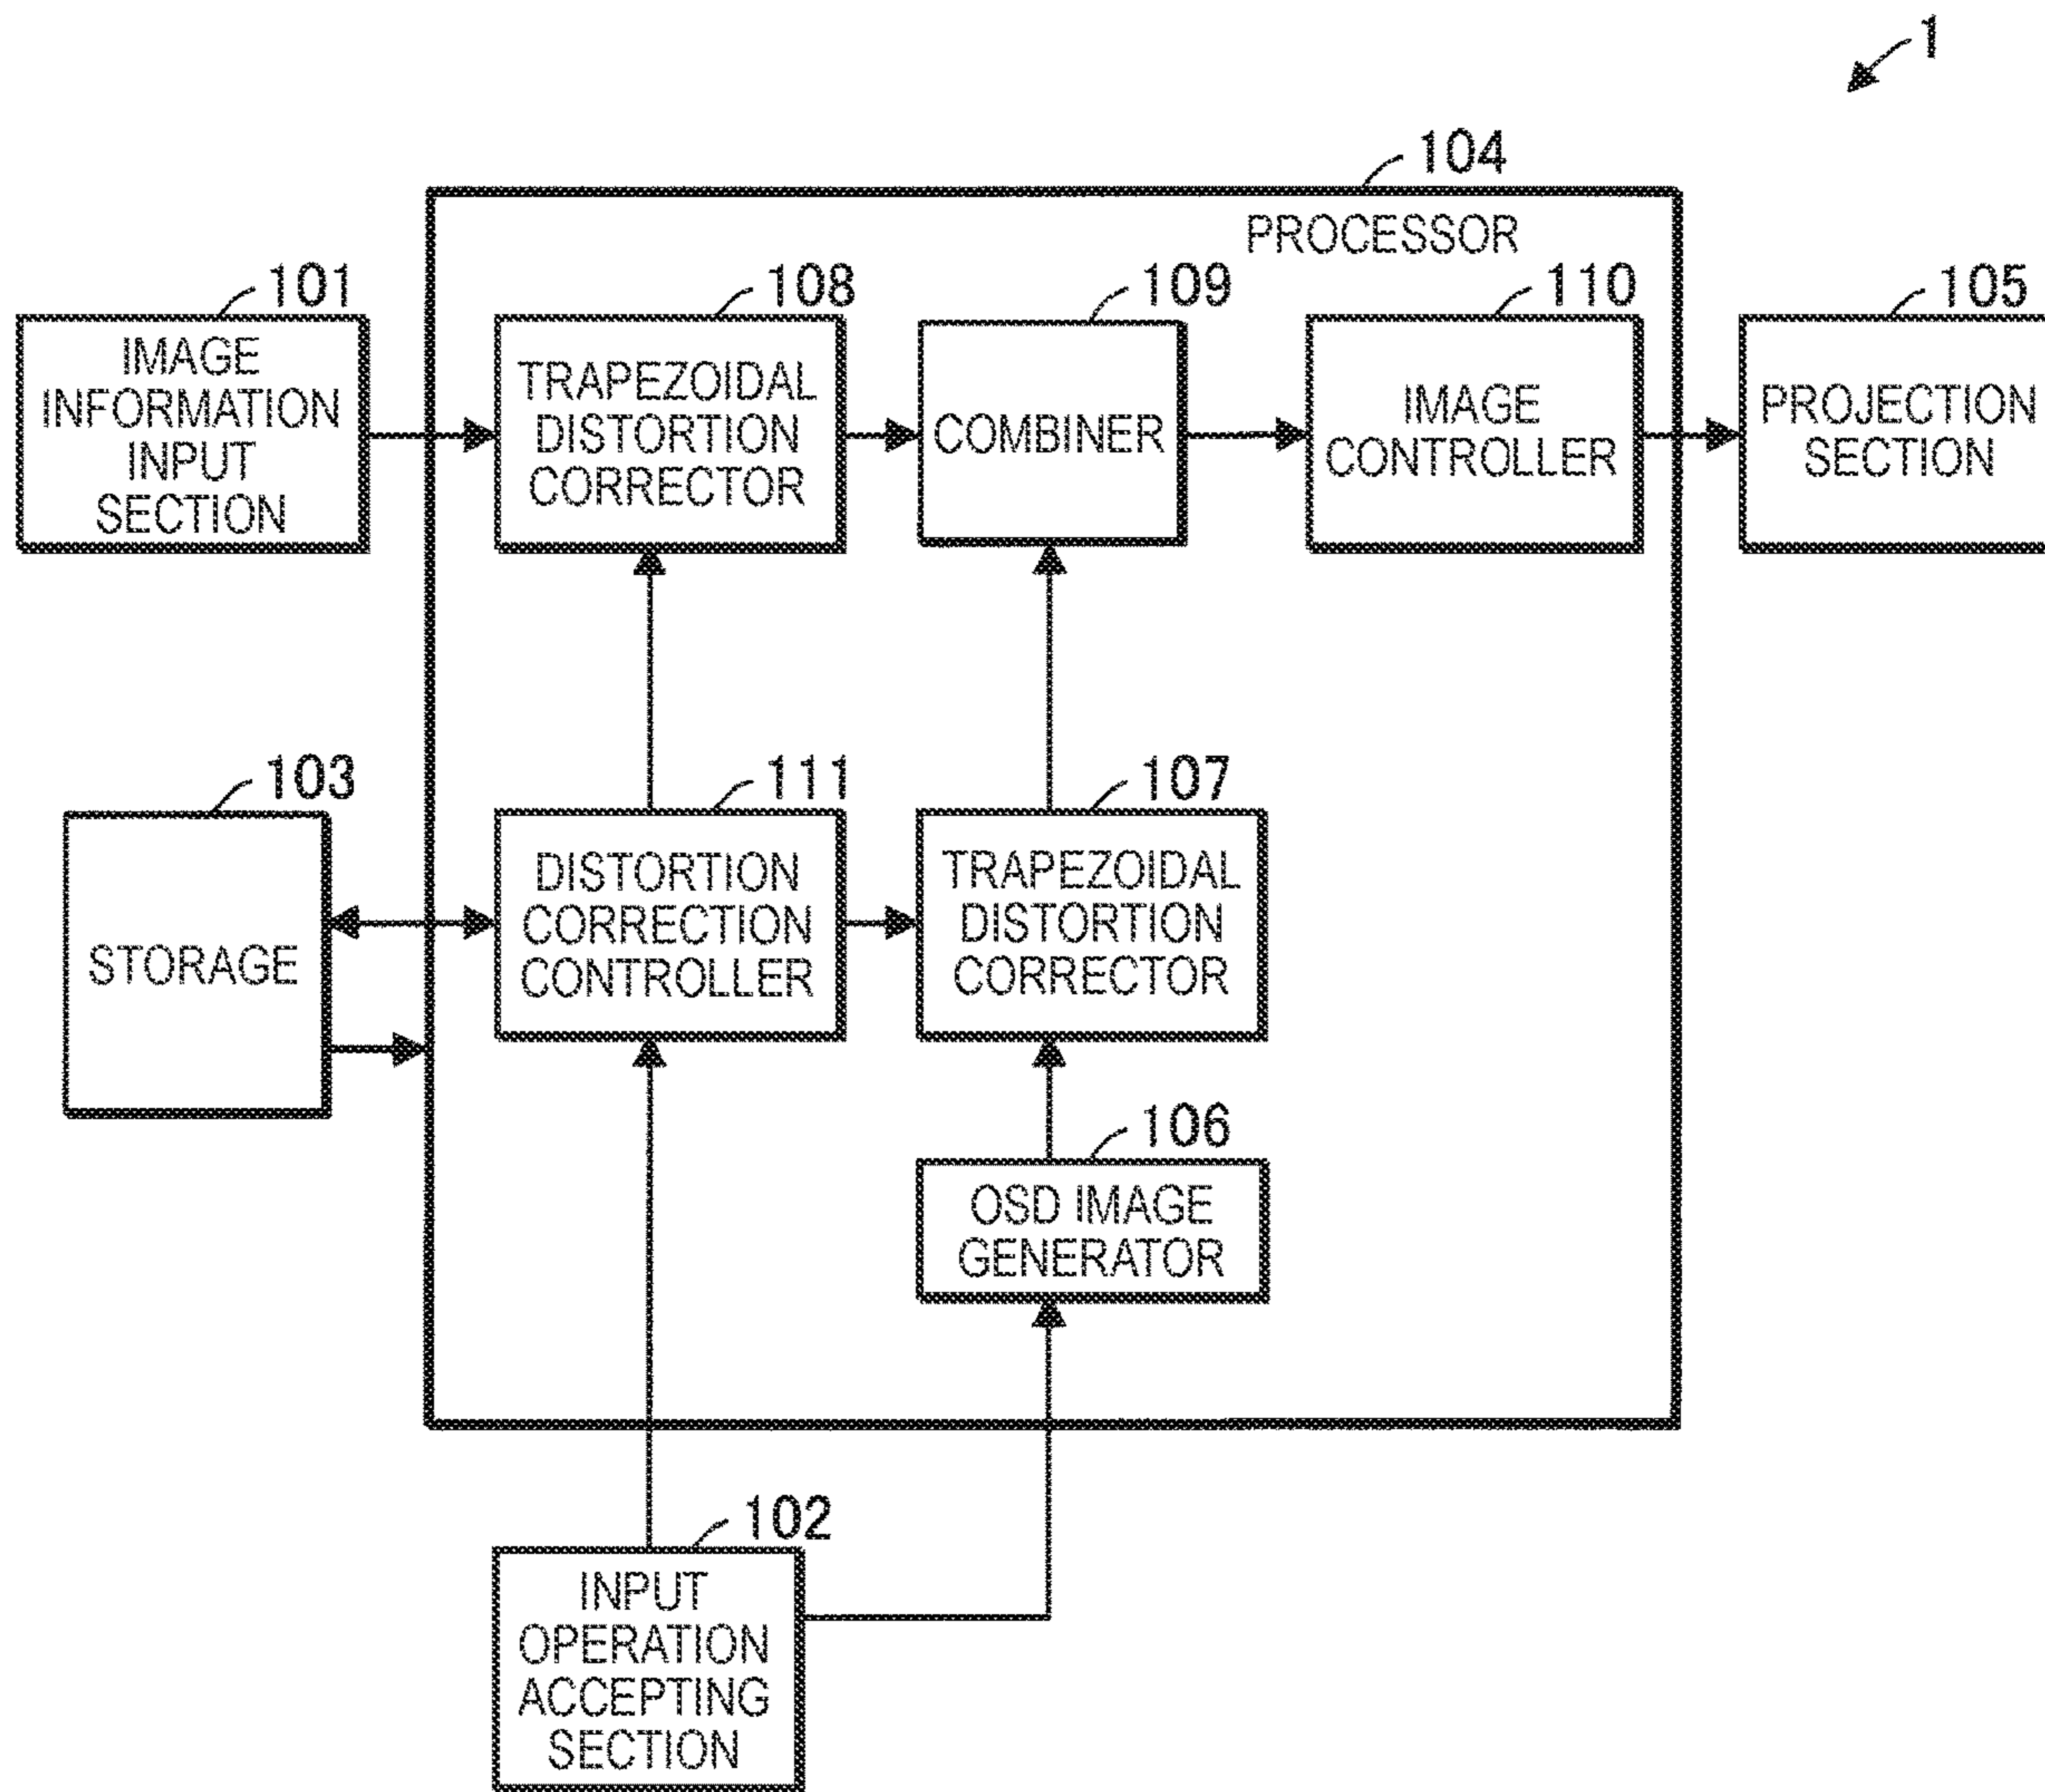 1
104
PROCESSOR
101
IMAGE
INFORMATION
INPUT
SECTION
108
TRAPEZOIDAL
DISTORTION
CORRECTOR
109
COMBINER
110
IMAGE
CONTROLLER
105
PROJECTION
SECTION
103
STORAGE
111
DISTORTION
CORRECTION
CONTROLLER
107
TRAPEZOIDAL
DISTORTION
CORRECTOR
106
OSD IMAGE
GENERATOR
102
INPUT
OPERATION
ACCEPTING
SECTION